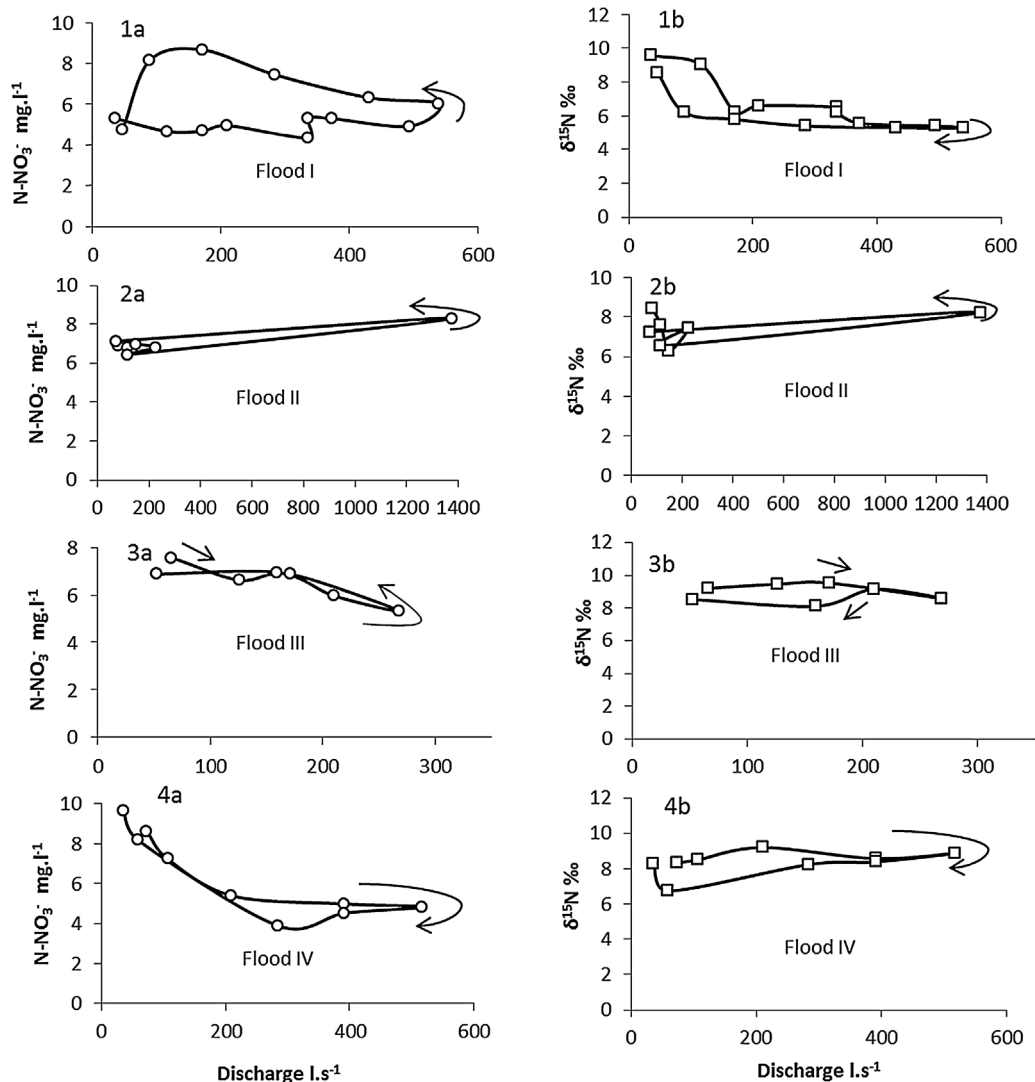 1a
10
8
6
4
2
0
N-NO₃⁻ mg.l⁻¹
Flood I
0 200 400 600
1b
12
10
8
6
4
2
0
δ¹⁵N ‰
Flood I
0 200 400 600
2a
10
8
6
4
2
0
N-NO₃⁻ mg.l⁻¹
Flood II
0 200 400 600 800 1000 1200 1400
2b
10
8
6
4
2
0
δ¹⁵N ‰
Flood II
0 200 400 600 800 1000 1200 1400
3a
8
6
4
2
0
N-NO₃⁻ mg.l⁻¹
Flood III
0 100 200 300
3b
12
10
8
6
4
2
0
δ¹⁵N ‰
Flood III
0 100 200 300
4a
10
8
6
4
2
0
N-NO₃⁻ mg.l⁻¹
Flood IV
0 200 400 600
Discharge l.s⁻¹
4b
12
10
8
6
4
2
0
δ¹⁵N ‰
Flood IV
0 200 400 600
Discharge l.s⁻¹